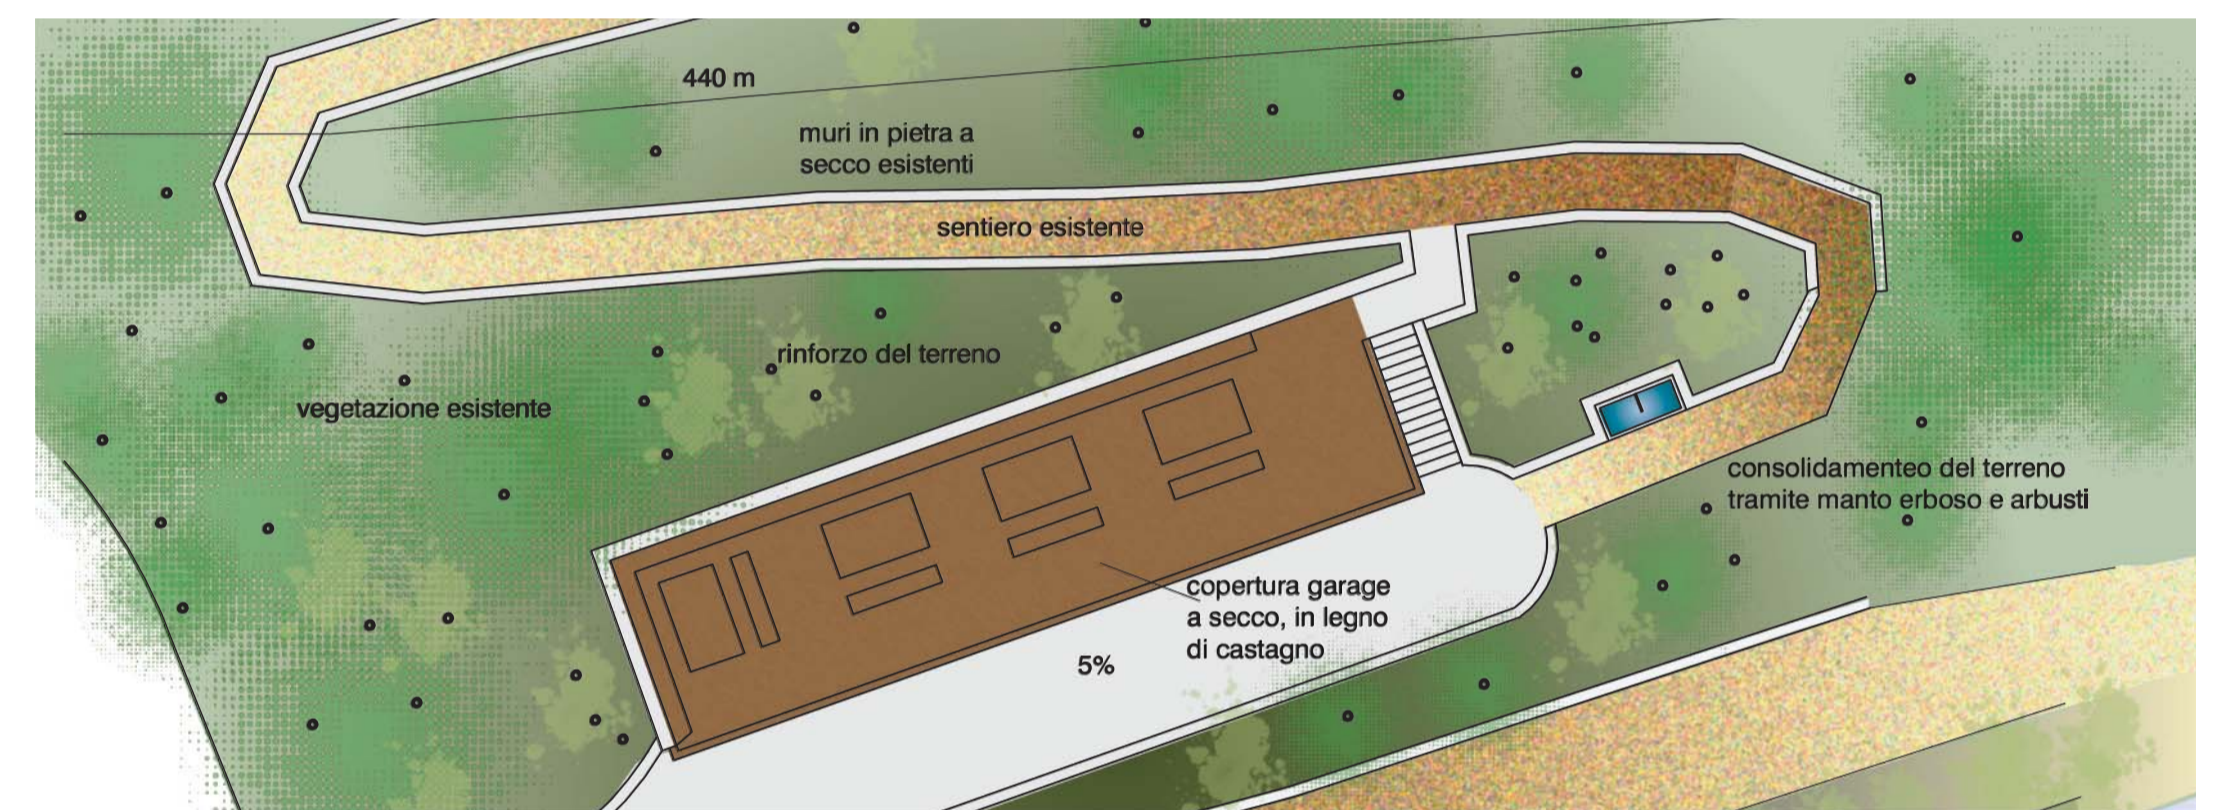 440 m
muri in pietra a
secco esistenti
sentiero esistente
rinforzo del terreno
vegetazione esistente
consolidamenteo del terreno
tramite manto erboso e arbusti
copertura garage
a secco, in legno
di castagno
5%